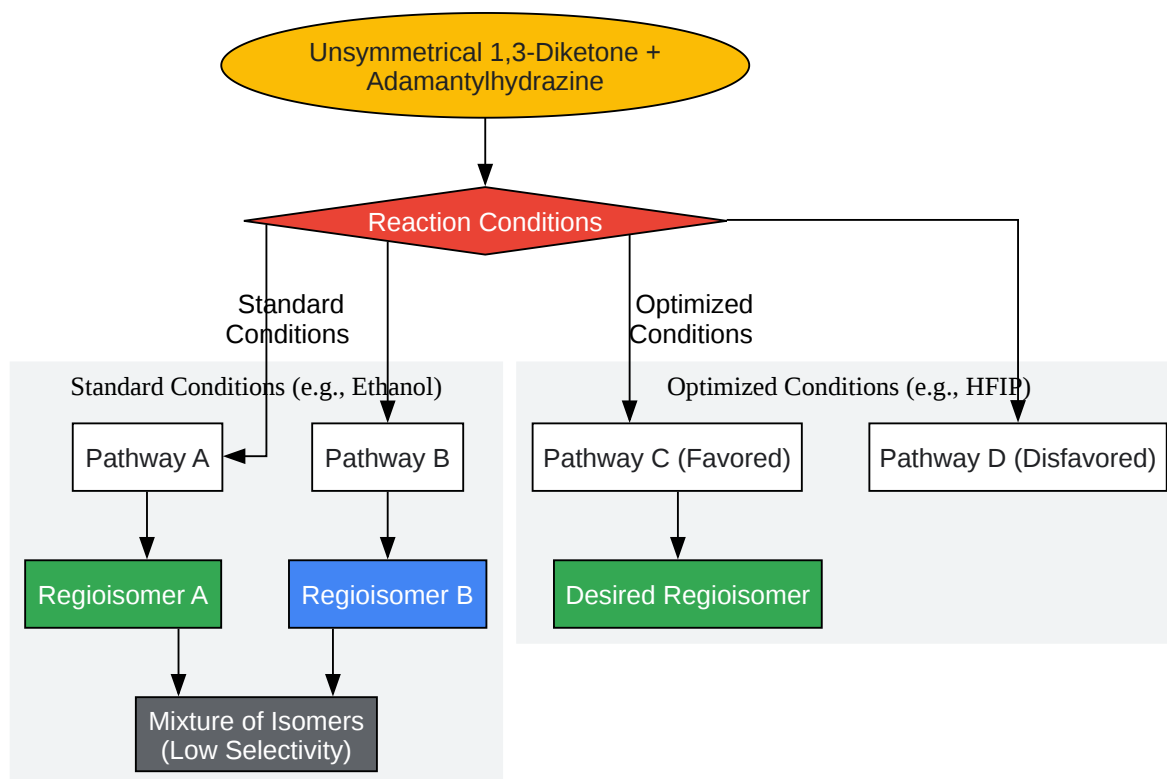 Unsymmetrical 1,3-Diketone +
Adamantylhydrazine
Reaction Conditions
Standard
Conditions
Optimized
Conditions
Standard Conditions (e.g., Ethanol)
Optimized Conditions (e.g., HFIP)
Pathway A
Pathway B
Pathway C (Favored)
Pathway D (Disfavored)
Regioisomer A
Regioisomer B
Desired Regioisomer
Mixture of Isomers
(Low Selectivity)